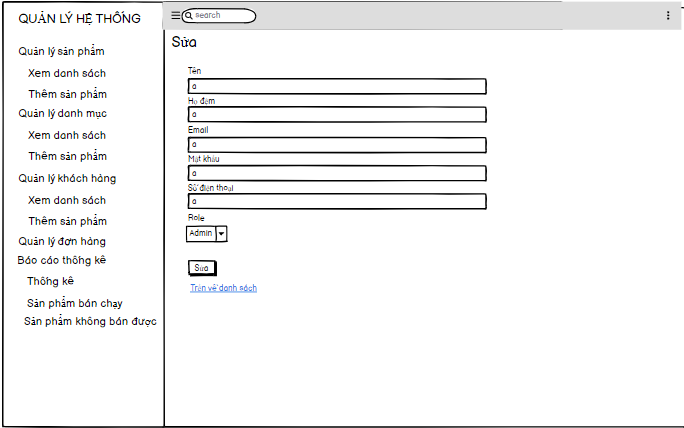 QUẢN LÝ HỆ THỐNG
Quản lý sản phẩm
Xem danh sách
Thêm sản phẩm
Quản lý danh mục
Xem danh sách
Thêm sản phẩm
Quản lý khách hàng
Xem danh sách
Thêm sản phẩm
Quản lý đơn hàng
Báo cáo thống kê
Thống kê
Sản phẩm bán chạy
Sản phẩm không bán được
search
Sửa
Tên
a
Họ đệm
a
Email
a
Mật khẩu
a
Số điện thoại
a
Role
Admin
Sửa
Trận về danh sách